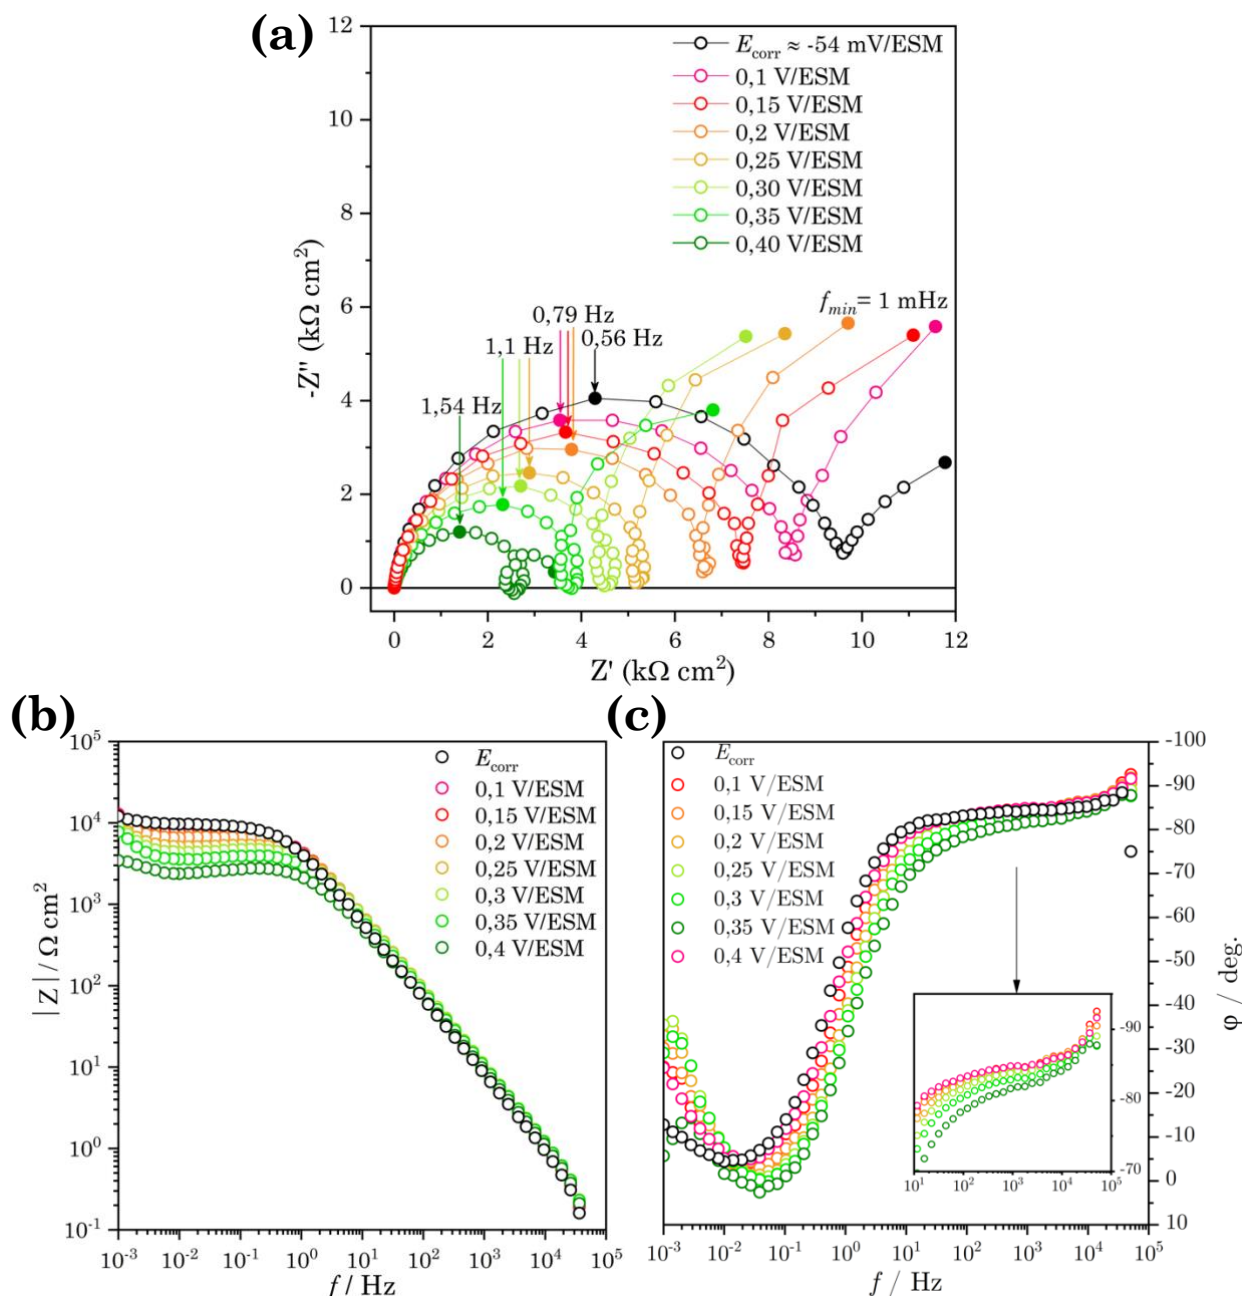 (a)
12
10
8
6
4
2
0
-Z'' (kΩ cm²)
E_corr ≈ -54 mV/ESM
0,1 V/ESM
0,15 V/ESM
0,2 V/ESM
0,25 V/ESM
0,30 V/ESM
0,35 V/ESM
0,40 V/ESM
f_min = 1 mHz
0,79 Hz
0,56 Hz
1,1 Hz
1,54 Hz
0 2 4 6 8 10 12
Z' (kΩ cm²)
(b)
10⁵
10⁴
10³
10²
10¹
10⁰
10⁻¹
|Z| / Ω cm²
E_corr
0,1 V/ESM
0,15 V/ESM
0,2 V/ESM
0,25 V/ESM
0,3 V/ESM
0,35 V/ESM
0,4 V/ESM
10⁻³ 10⁻² 10⁻¹ 10⁰ 10¹ 10² 10³ 10⁴ 10⁵
f / Hz
(c)
E_corr
0,1 V/ESM
0,15 V/ESM
0,2 V/ESM
0,25 V/ESM
0,3 V/ESM
0,35 V/ESM
0,4 V/ESM
-100
-90
-80
-70
-60
-50
-40
-30
-20
-10
0
10
φ / deg.
-90
-80
-70
10¹ 10² 10³ 10⁴ 10⁵
10⁻³ 10⁻² 10⁻¹ 10⁰ 10¹ 10² 10³ 10⁴ 10⁵
f / Hz